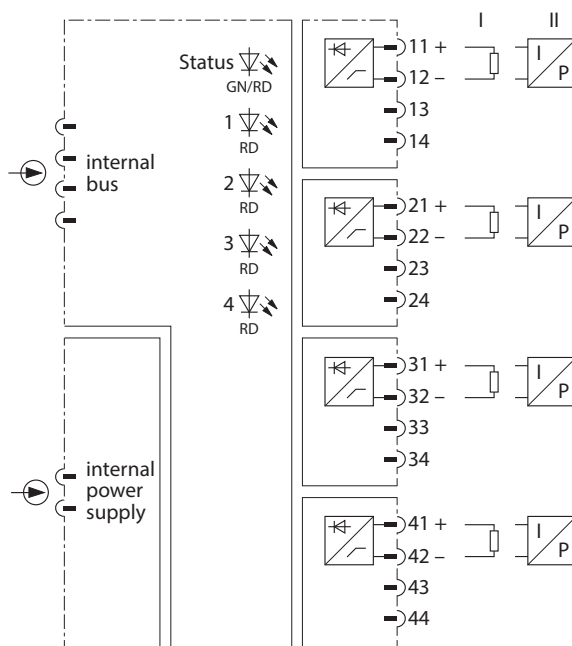 I II
Status
GN/RD
1
RD
2
RD
3
RD
4
RD
internal
bus
internal
power
supply
11 +
12 –
13
14
I
P
21 +
22 –
23
24
I
P
31 +
32 –
33
34
I
P
41 +
42 –
43
44
I
P